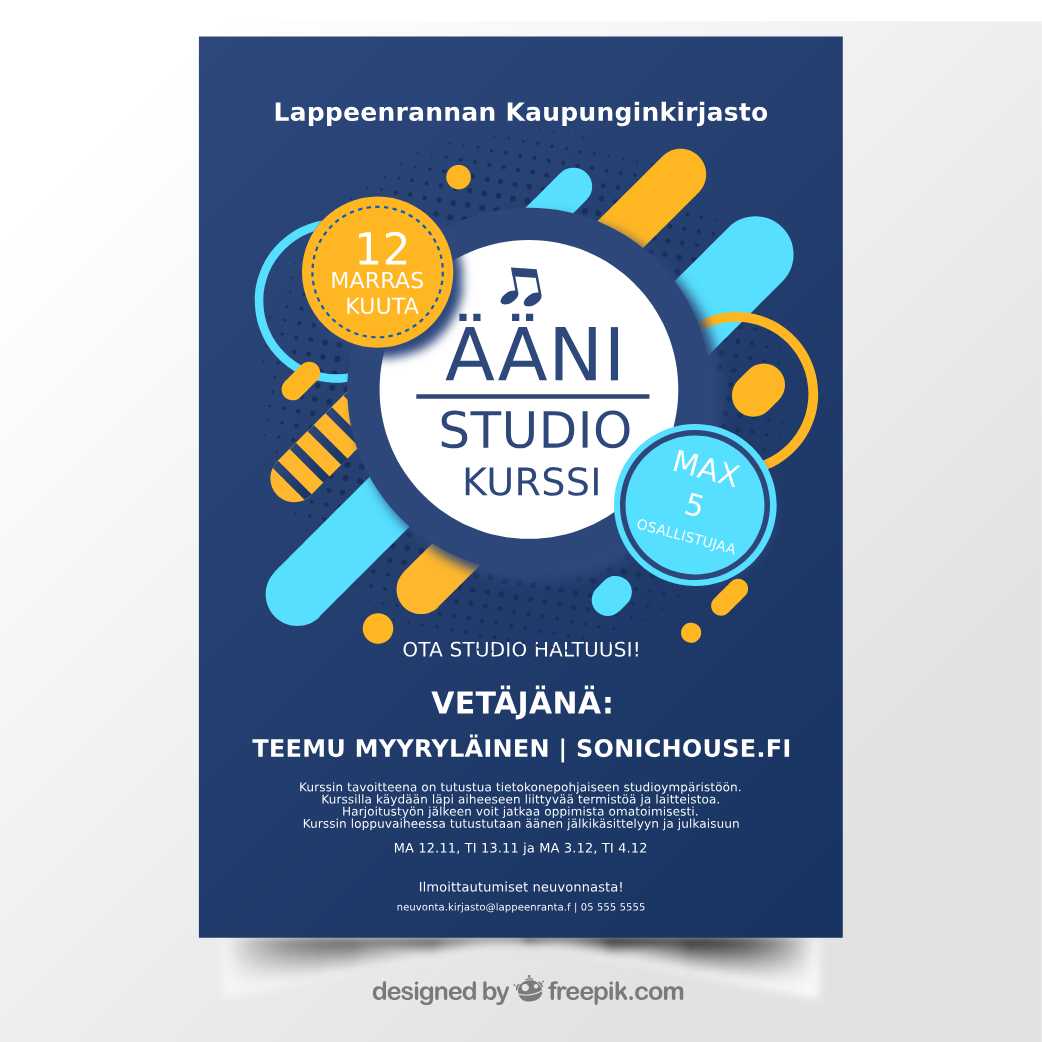 Lappeenrannan Kaupunginkirjasto
12
MARRAS
KUUTA
ÄÄNI
STUDIO
KURSSI
MAX
5
OSALLISTUJAA
OTA STUDIO HALTUUSI!
VETÄJÄNÄ:
TEEMU MYYRYLÄINEN | SONICHOUSE.FI
Kurssin tavoitteena on tutustua tietokonepohjaiseen studioympäristöön.
Kurssilla käydään läpi aiheeseen liittyvää termistöä ja laitteistoa.
Harjoitustyön jälkeen voit jatkaa oppimista omatoimisesti.
Kurssin loppuvaiheessa tutustutaan äänen jälkikäsittelyyn ja julkaisuun
MA 12.11, TI 13.11 ja MA 3.12, TI 4.12
Ilmoittautumiset neuvonnasta!
neuvonta.kirjasto@lappeenranta.f | 05 555 5555
designed by freepik.com